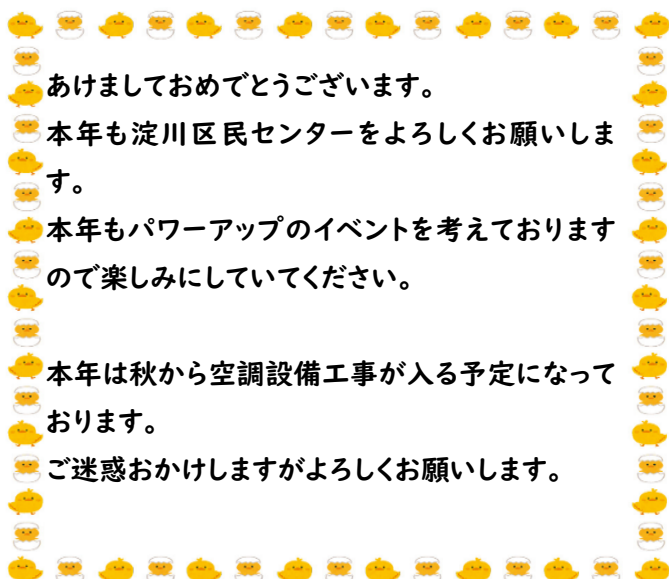 あけましておめでとうございます。
本年も淀川区民センターをよろしくお願いしま
す。
本年もパワーアップのイベントを考えております
ので楽しみにしていてください。
本年は秋から空調設備工事が入る予定になって
おります。
ご迷惑おかけしますがよろしくお願いします。